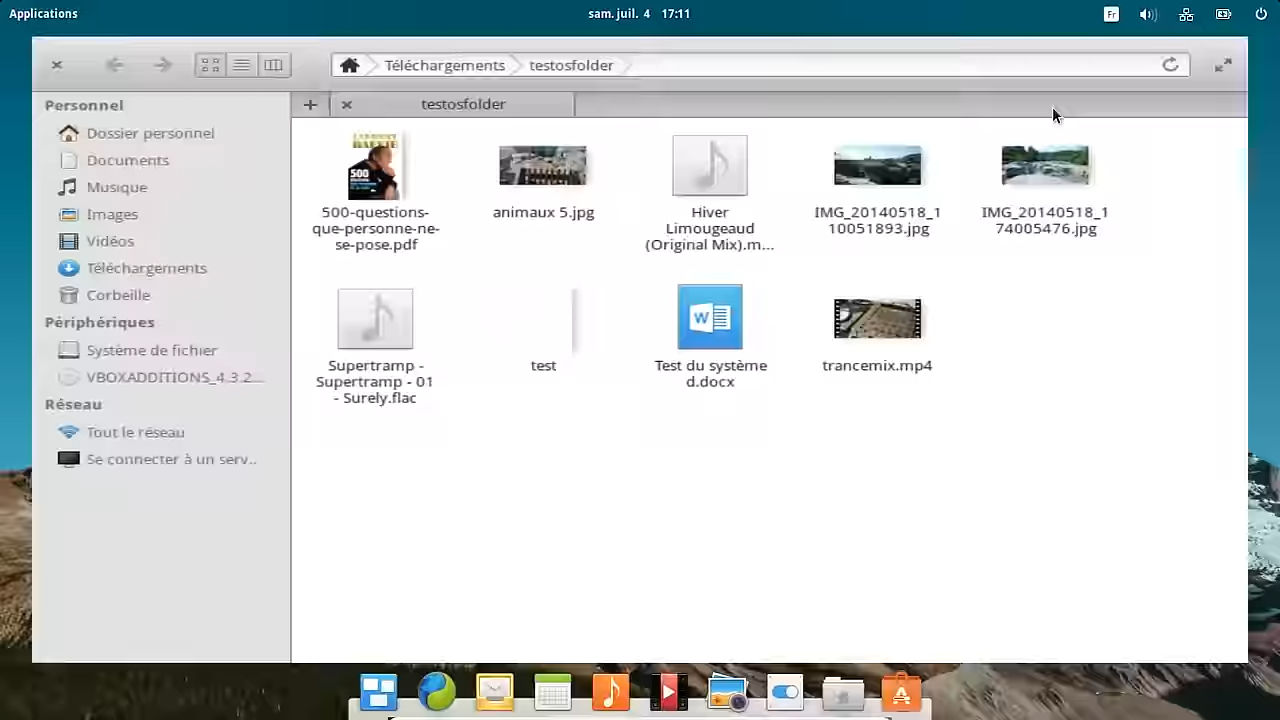 Applications
sam. juil. 4 17:11
Fr
Téléchargements
testosfolder
testosfolder
Personnel
Dossier personnel
Documents
Musique
Images
Vidéos
Téléchargements
Corbeille
Périphériques
Système de fichier
VBOXADDITIONS_4.3.2...
Réseau
Tout le réseau
Se connecter à un serv..
500
500-questions-
que-personne-ne-
se-pose.pdf
animaux 5.jpg
Hiver
Limougeaud
(Original Mix).m...
IMG_20140518_1
10051893.jpg
IMG_20140518_1
74005476.jpg
Supertramp -
Supertramp - 01
- Surely.flac
test
W
Test du système
d.docx
trancemix.mp4